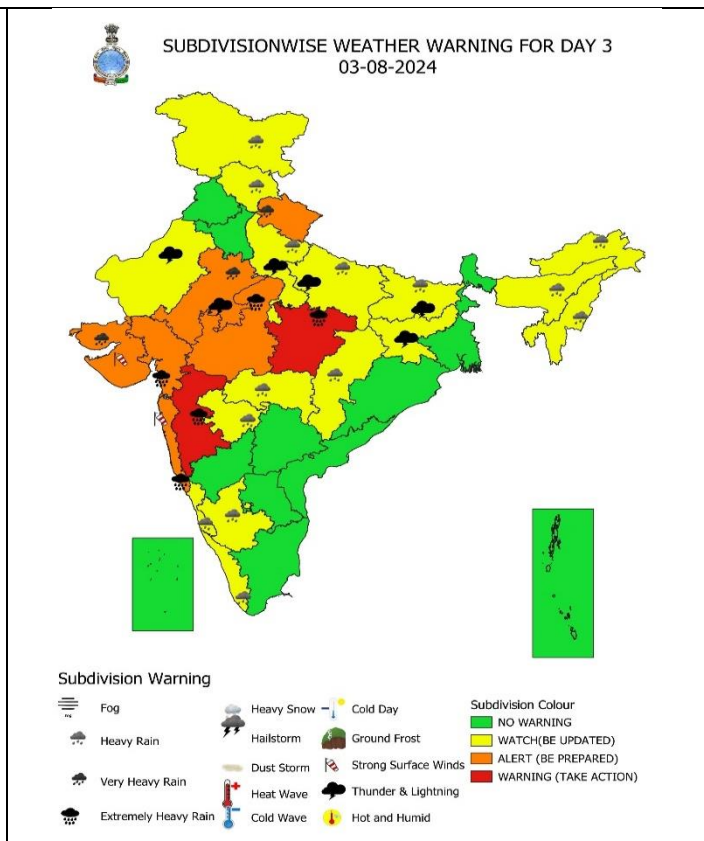 SUBDIVISIONWISE WEATHER WARNING FOR DAY 3
03-08-2024
Subdivision Warning
Fog
Heavy Rain
Very Heavy Rain
Extremely Heavy Rain
Heavy Snow
Hailstorm
Dust Storm
Heat Wave
Cold Wave
Cold Day
Ground Frost
Strong Surface Winds
Thunder & Lightning
Hot and Humid
Subdivision Colour
NO WARNING
WATCH(BE UPDATED)
ALERT (BE PREPARED)
WARNING (TAKE ACTION)